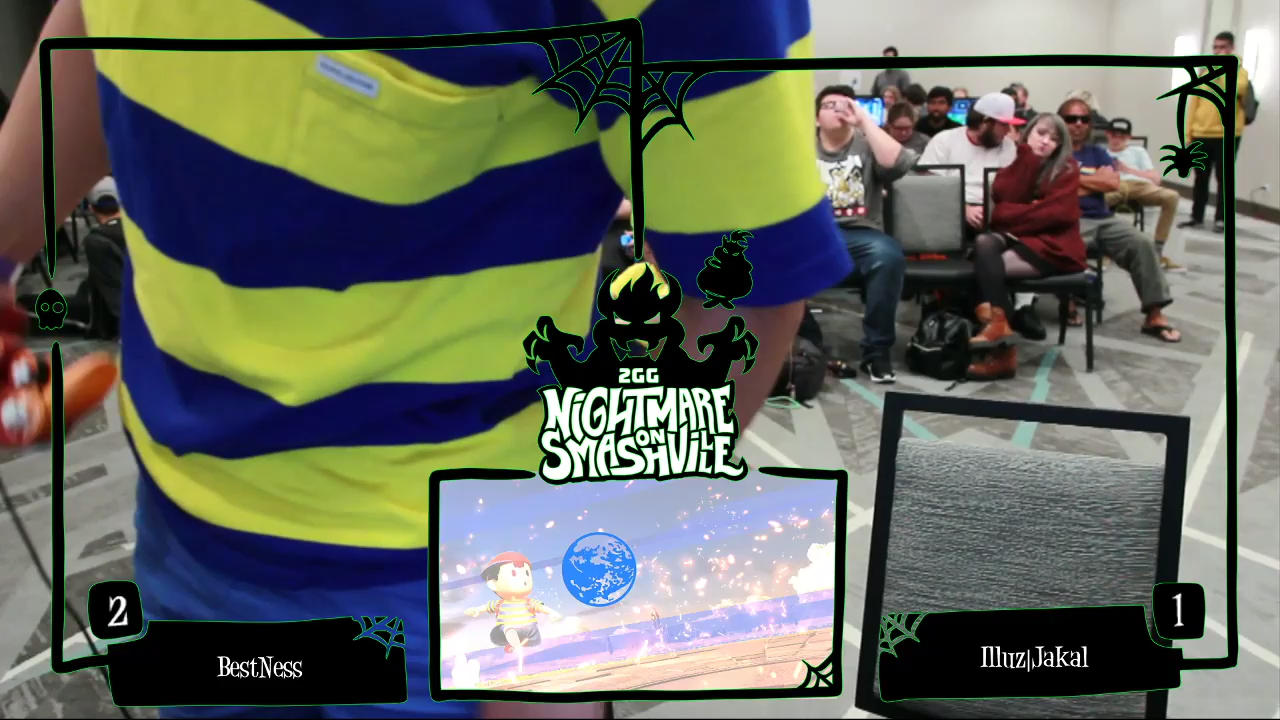 2GG
NIGHTMARE
ON
SMASHVILLE
2
BestNess
1
Illuz|Jakal